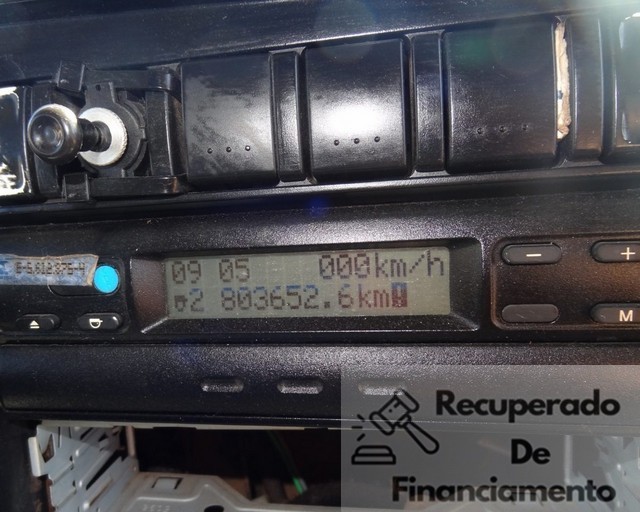 09 05 000km/h
2 803652.6km
−
+
M
Recuperado
De
Financiamento